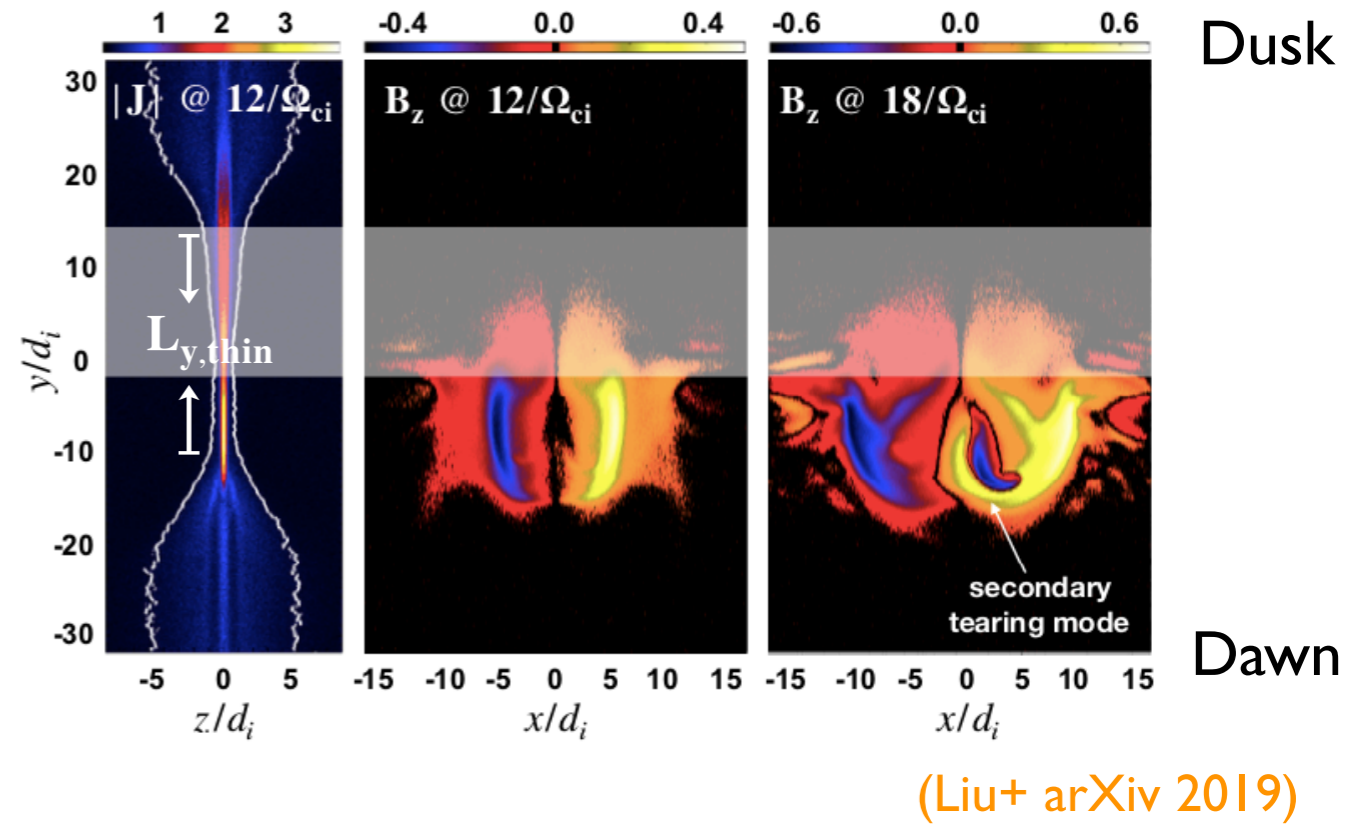 1 2 3
-0.4 0.0 0.4
-0.6 0.0 0.6
Dusk
|J| @ 12/Ωci
Bz @ 12/Ωci
Bz @ 18/Ωci
30
20
10
0
-10
-20
-30
y/di
Ly,thin
secondary
tearing mode
Dawn
-5 0 5
-15 -10 -5 0 5 10 15
-15 -10 -5 0 5 10 15
z/di
x/di
x/di
(Liu+ arXiv 2019)